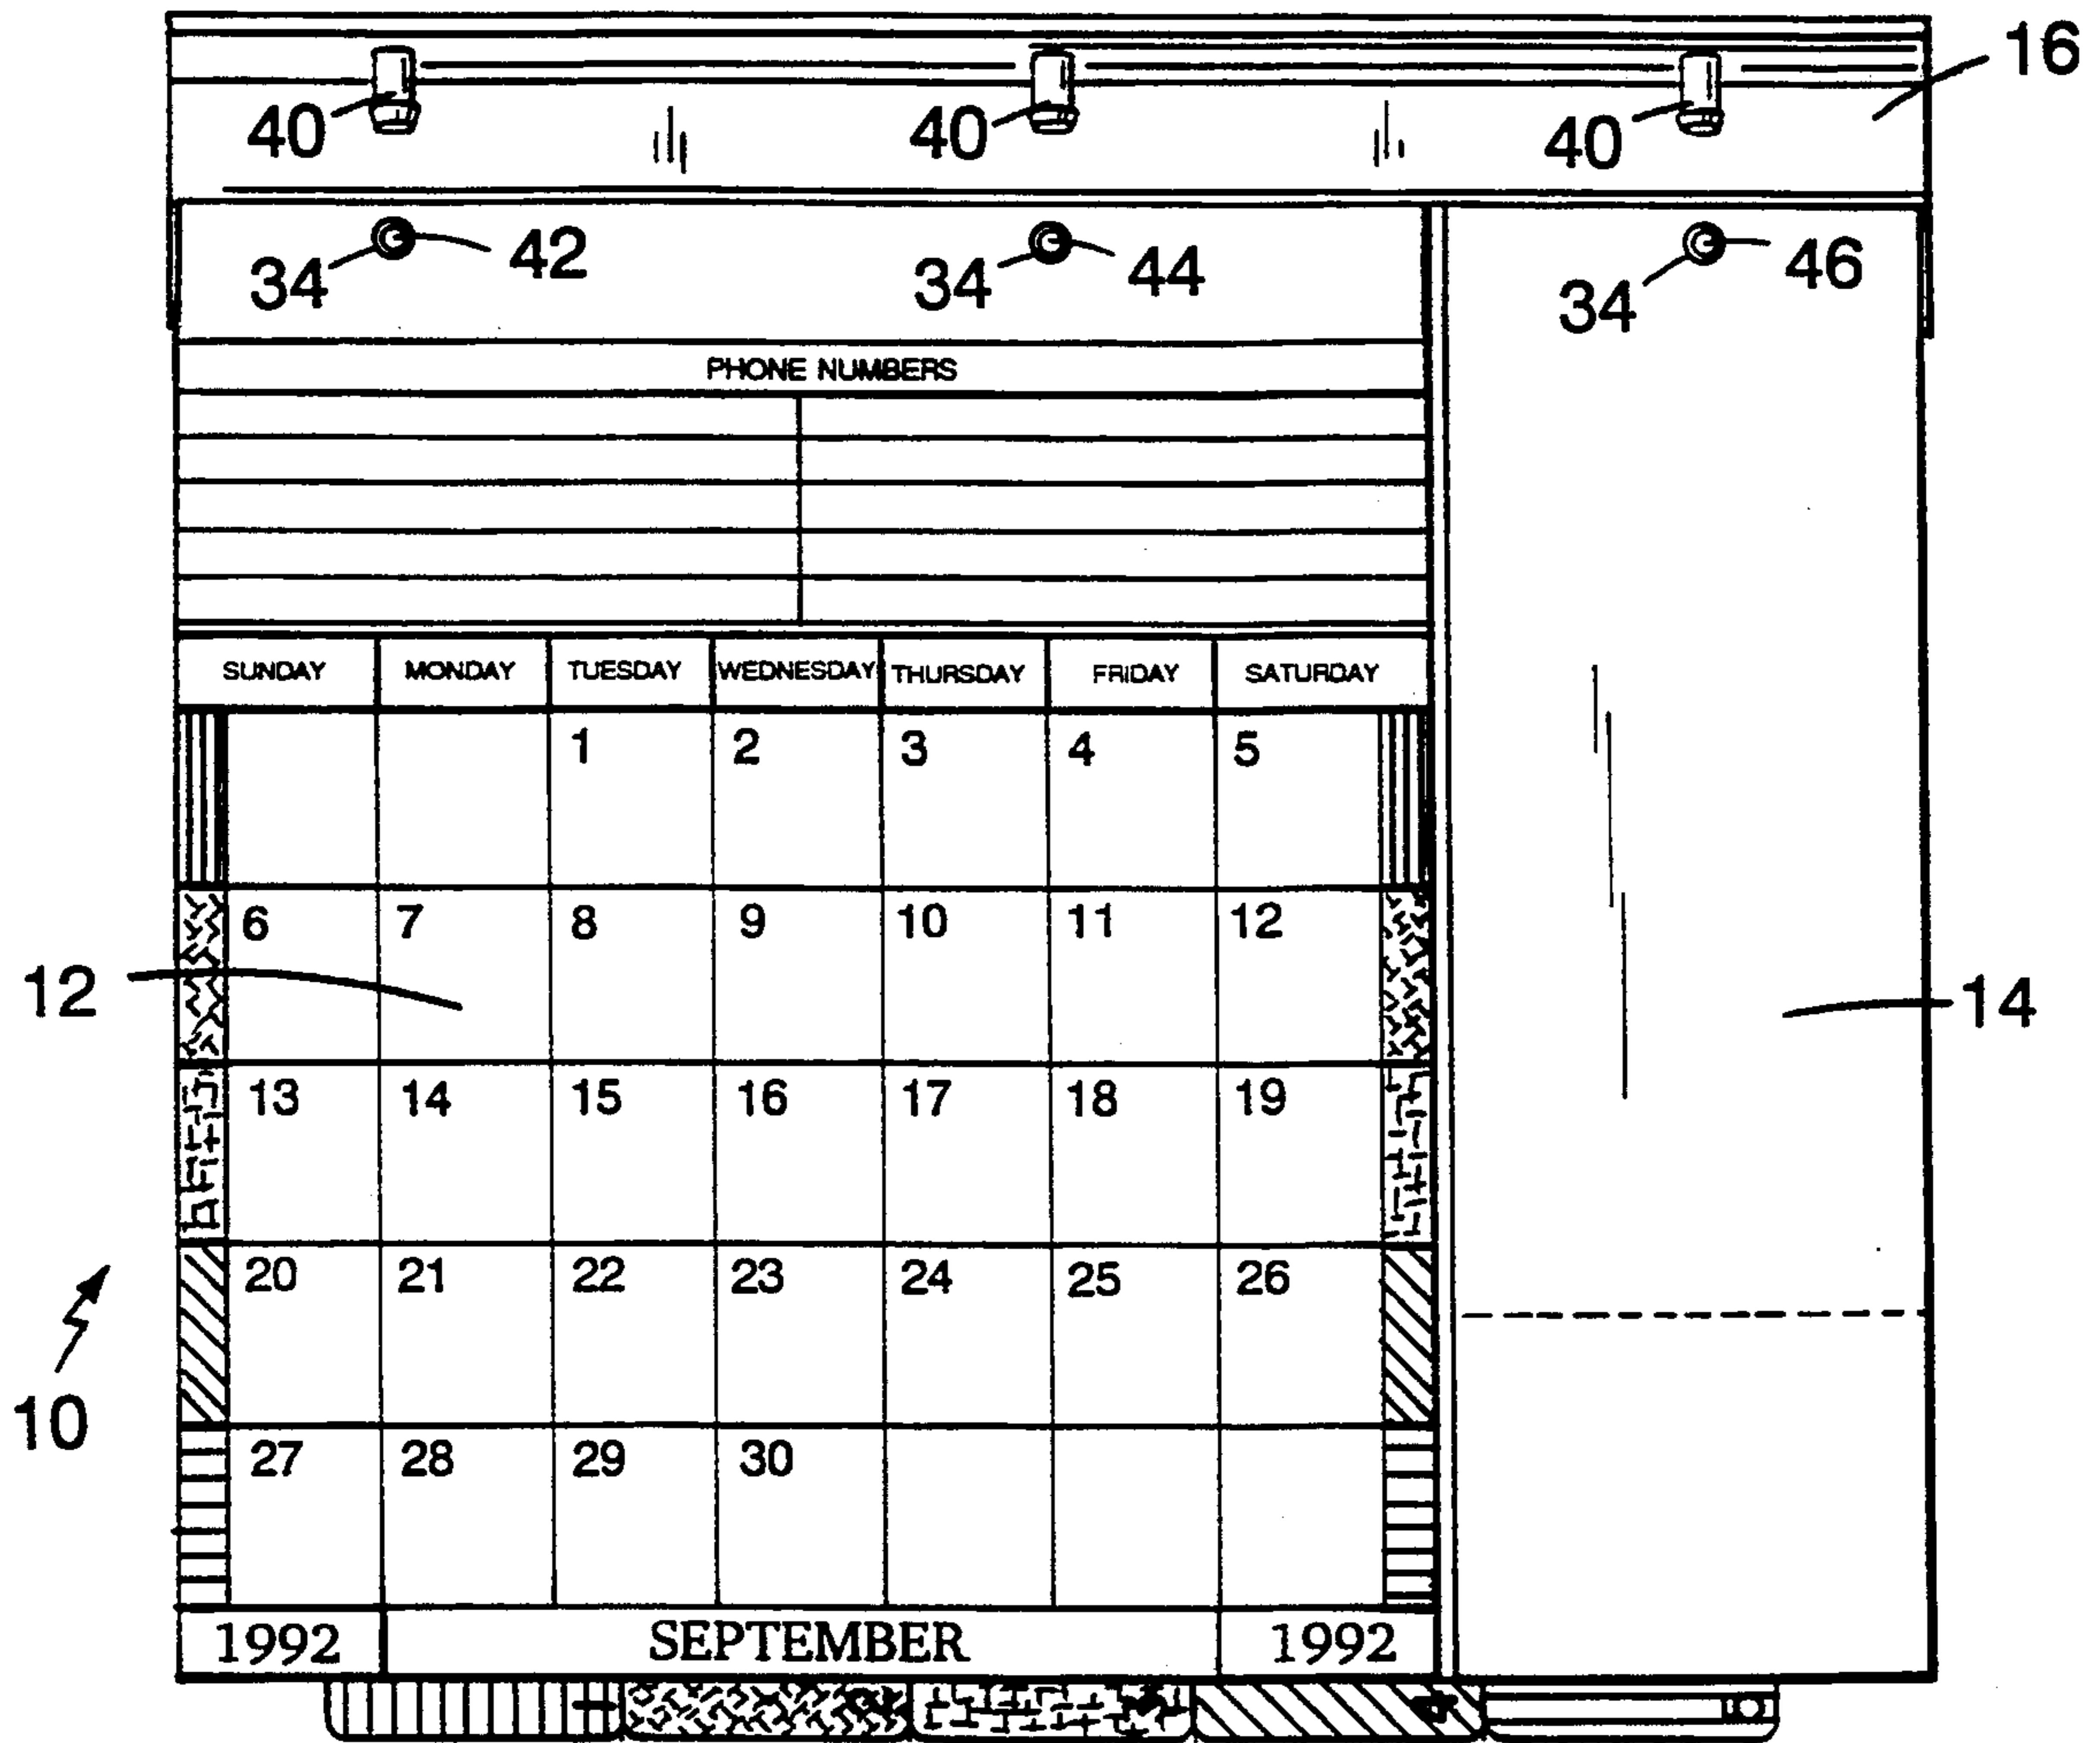 16
40 40 40
34 42 34 44 34 46
PHONE NUMBERS
SUNDAY MONDAY TUESDAY WEDNESDAY THURSDAY FRIDAY SATURDAY
1 2 3 4 5
6 7 8 9 10 11 12
12 14
13 14 15 16 17 18 19
20 21 22 23 24 25 26
10
27 28 29 30
1992 SEPTEMBER 1992